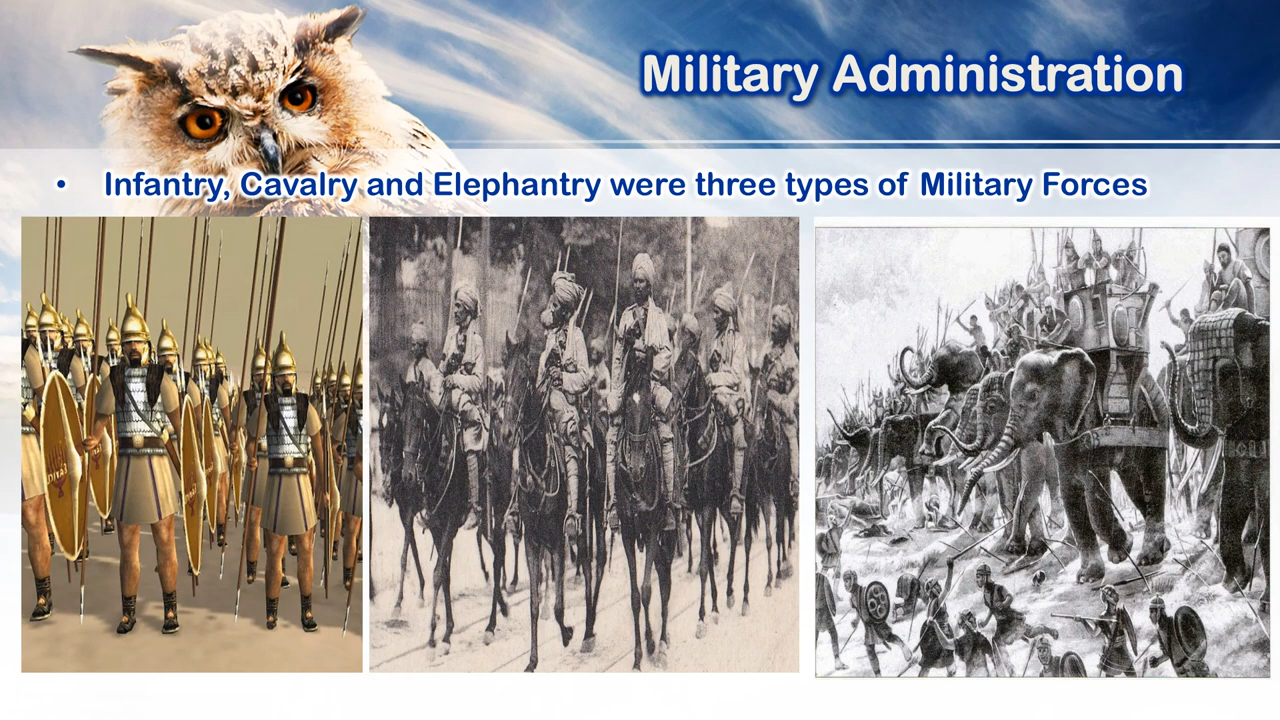 Military Administration
• Infantry, Cavalry and Elephantry were three types of Military Forces